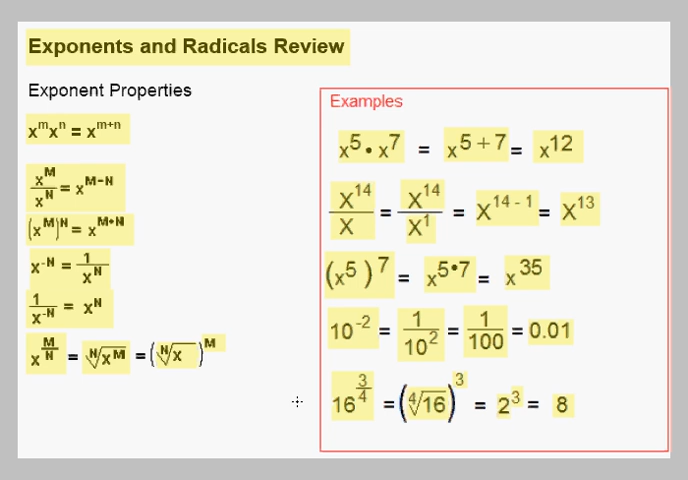 Exponents and Radicals Review
Exponent Properties
xᵐxⁿ = xᵐ⁺ⁿ
x^M/x^N = x^(M-N)
(x^M)^N = x^(M•N)
x^-N = 1/x^N
1/x^-N = x^N
x^(M/N) = ᴺ√(x^M) = (ᴺ√x)^M
Examples
x^5 • x^7 = x^(5+7) = x^12
X^14/X = X^14/X^1 = X^(14-1) = X^13
(x^5)^7 = x^(5•7) = x^35
10^-2 = 1/10^2 = 1/100 = 0.01
16^(3/4) = (⁴√16)^3 = 2^3 = 8